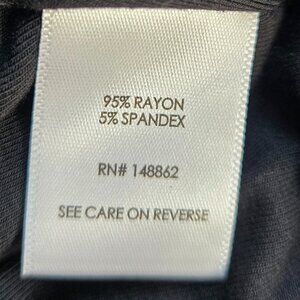 95% RAYON
5% SPANDEX
RN# 148862
SEE CARE ON REVERSE